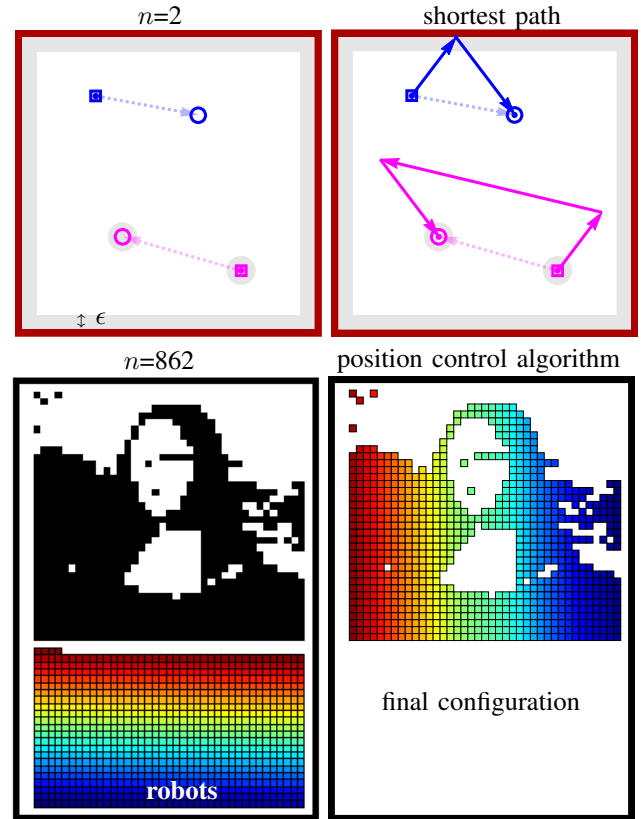 n=2
shortest path
ϵ
n=862
position control algorithm
robots
final configuration